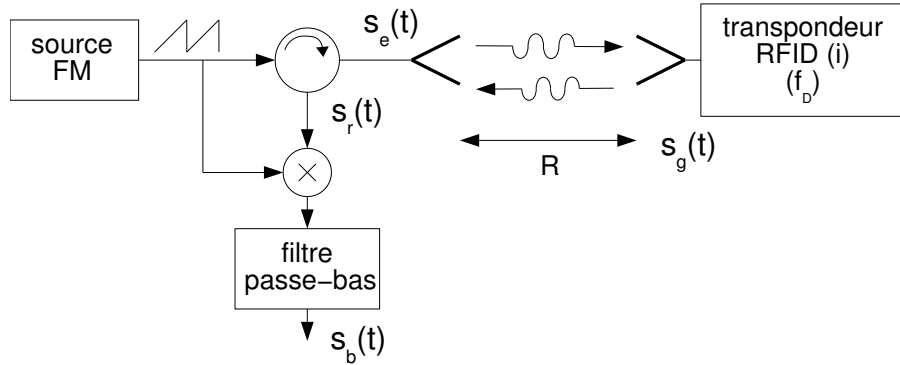 source
FM
s_e(t)
transpondeur
RFID (i)
(f_D)
s_r(t)
R
s_g(t)
×
filtre
passe−bas
s_b(t)